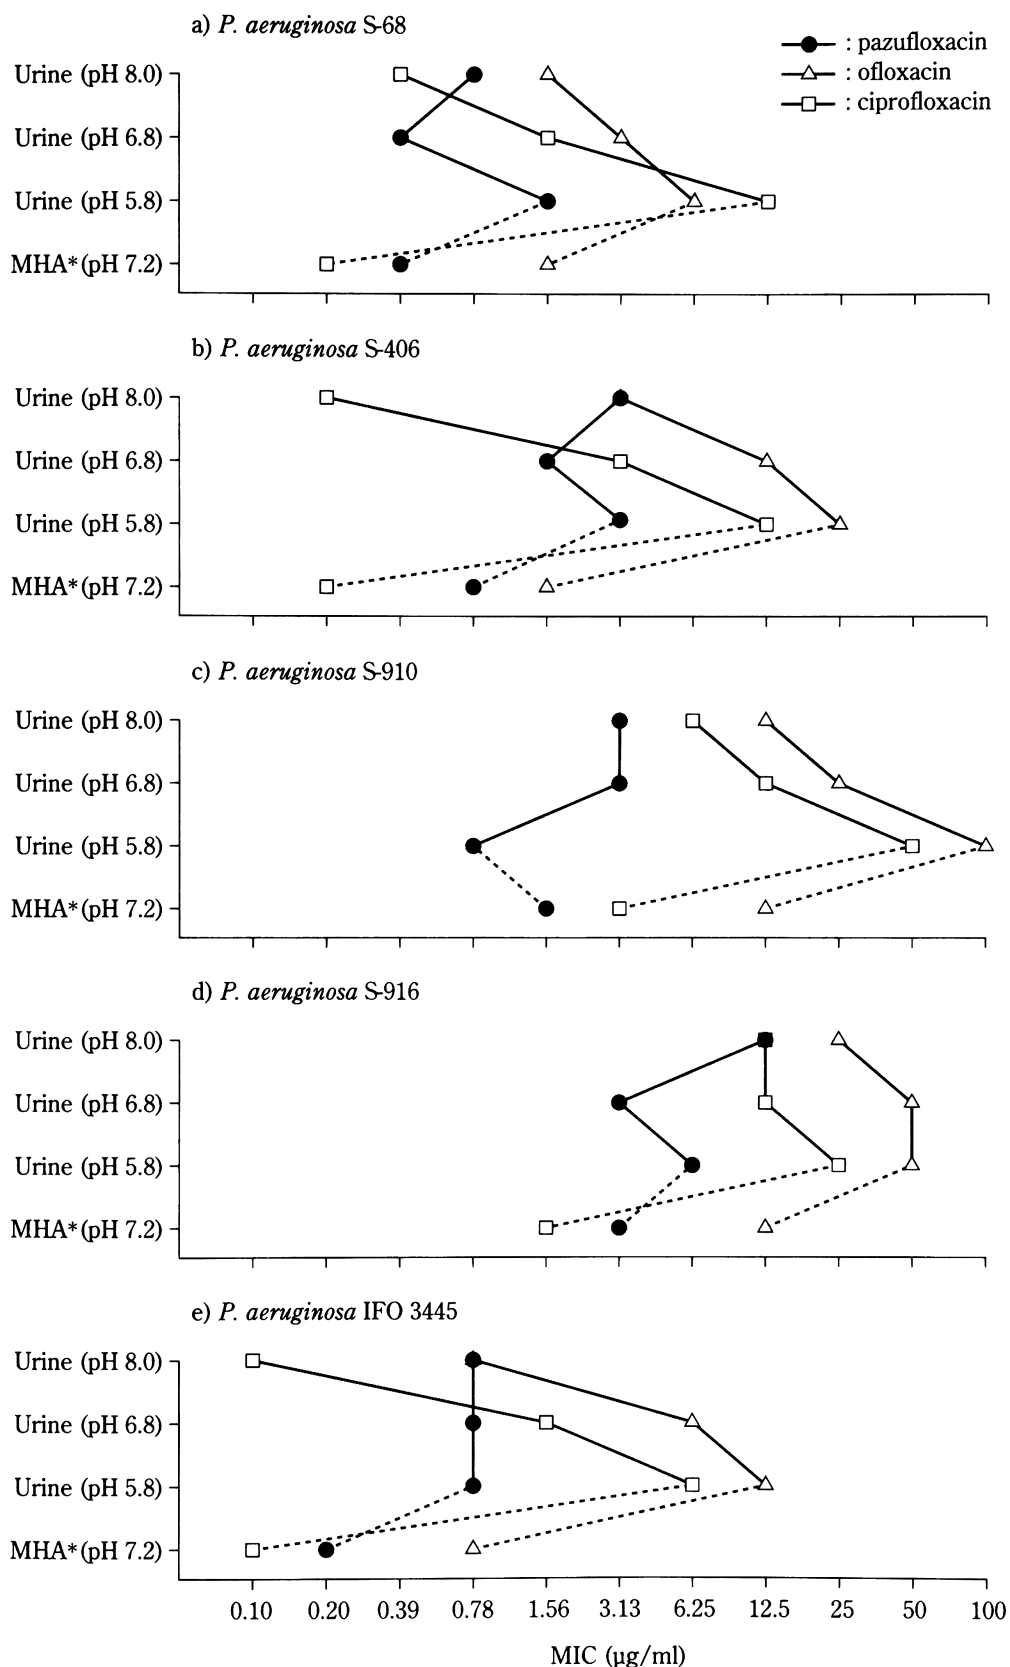 a) P. aeruginosa S-68
: pazufloxacin
: ofloxacin
: ciprofloxacin
Urine (pH 8.0)
Urine (pH 6.8)
Urine (pH 5.8)
MHA* (pH 7.2)
b) P. aeruginosa S-406
Urine (pH 8.0)
Urine (pH 6.8)
Urine (pH 5.8)
MHA* (pH 7.2)
c) P. aeruginosa S-910
Urine (pH 8.0)
Urine (pH 6.8)
Urine (pH 5.8)
MHA* (pH 7.2)
d) P. aeruginosa S-916
Urine (pH 8.0)
Urine (pH 6.8)
Urine (pH 5.8)
MHA* (pH 7.2)
e) P. aeruginosa IFO 3445
Urine (pH 8.0)
Urine (pH 6.8)
Urine (pH 5.8)
MHA* (pH 7.2)
0.10 0.20 0.39 0.78 1.56 3.13 6.25 12.5 25 50 100
MIC (µg/ml)